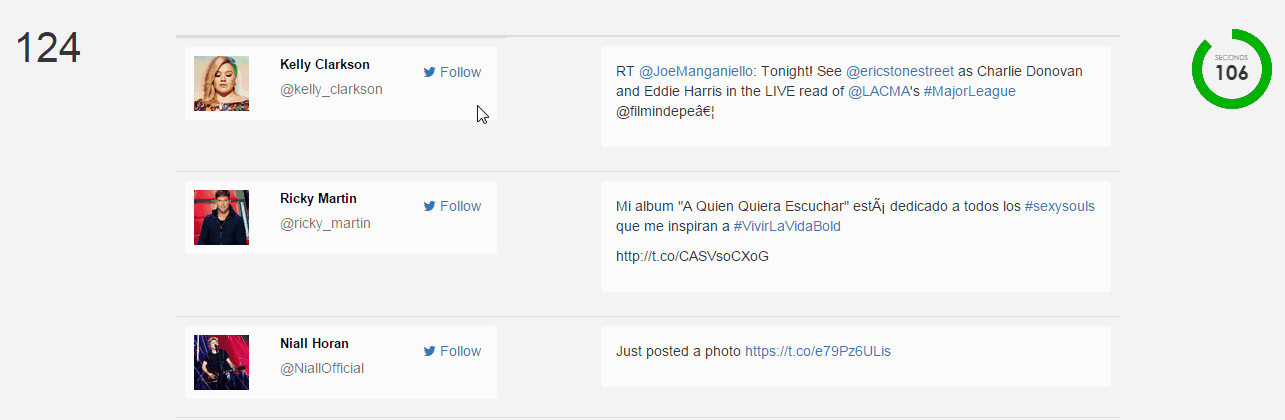 124
Kelly Clarkson
Follow
@kelly_clarkson
RT @JoeManganiello: Tonight! See @ericstonestreet as Charlie Donovan
and Eddie Harris in the LIVE read of @LACMA's #MajorLeague
@filmindepeâ€¦
SECONDS
106
Ricky Martin
Follow
@ricky_martin
Mi album "A Quien Quiera Escuchar" estÃ¡ dedicado a todos los #sexysouls
que me inspiran a #VivirLaVidaBold
http://t.co/CASVsoCXoG
Niall Horan
Follow
@NiallOfficial
Just posted a photo https://t.co/e79Pz6ULis